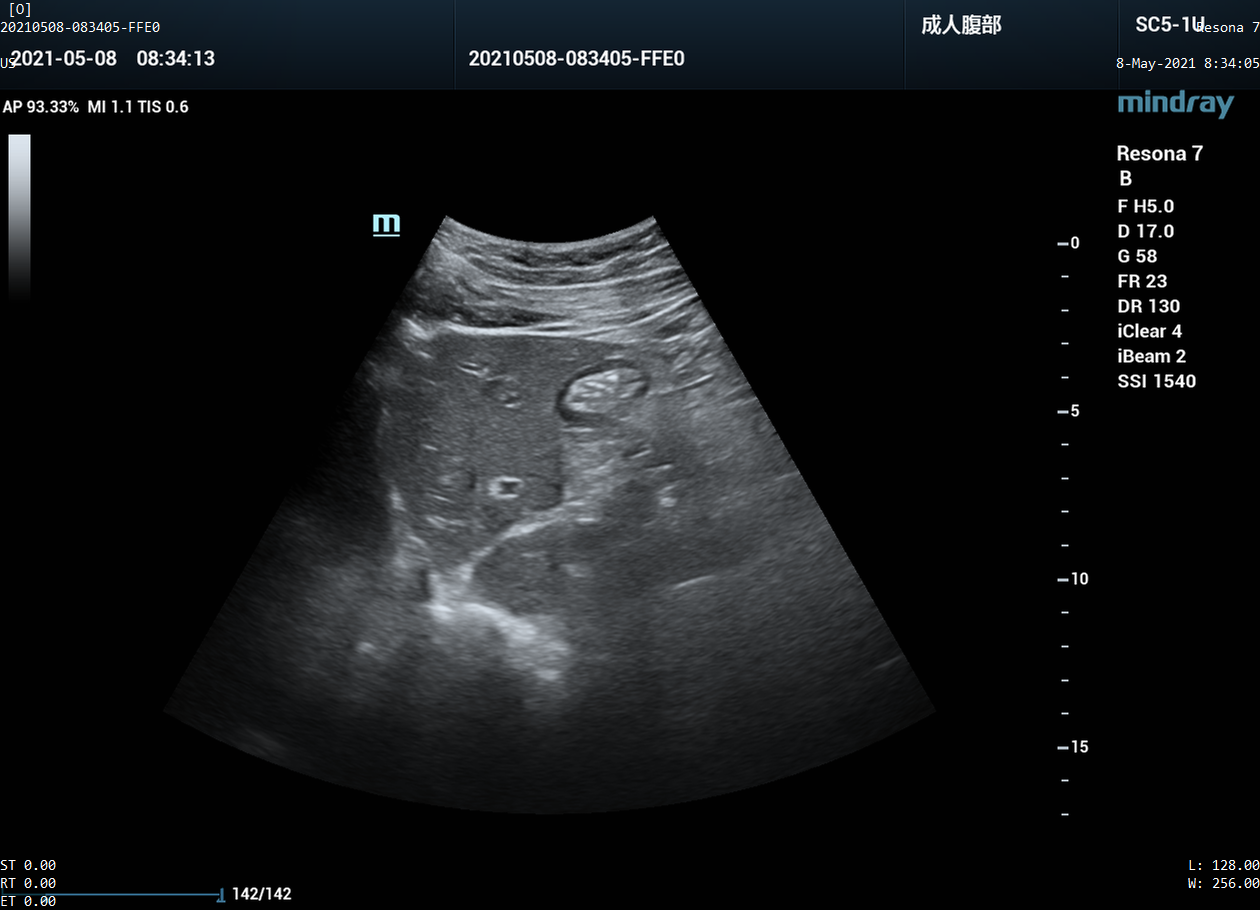 [O]
20210508-083405-FFE0
2021-05-08 08:34:13
US
20210508-083405-FFE0
成人腹部
SC5-1U
Resona 7
8-May-2021 8:34:05
AP 93.33% MI 1.1 TIS 0.6
mindray
Resona 7
B
F H5.0
D 17.0
G 58
FR 23
DR 130
iClear 4
iBeam 2
SSI 1540
m
0
5
10
15
ST 0.00
RT 0.00
ET 0.00
142/142
L: 128.00
W: 256.00